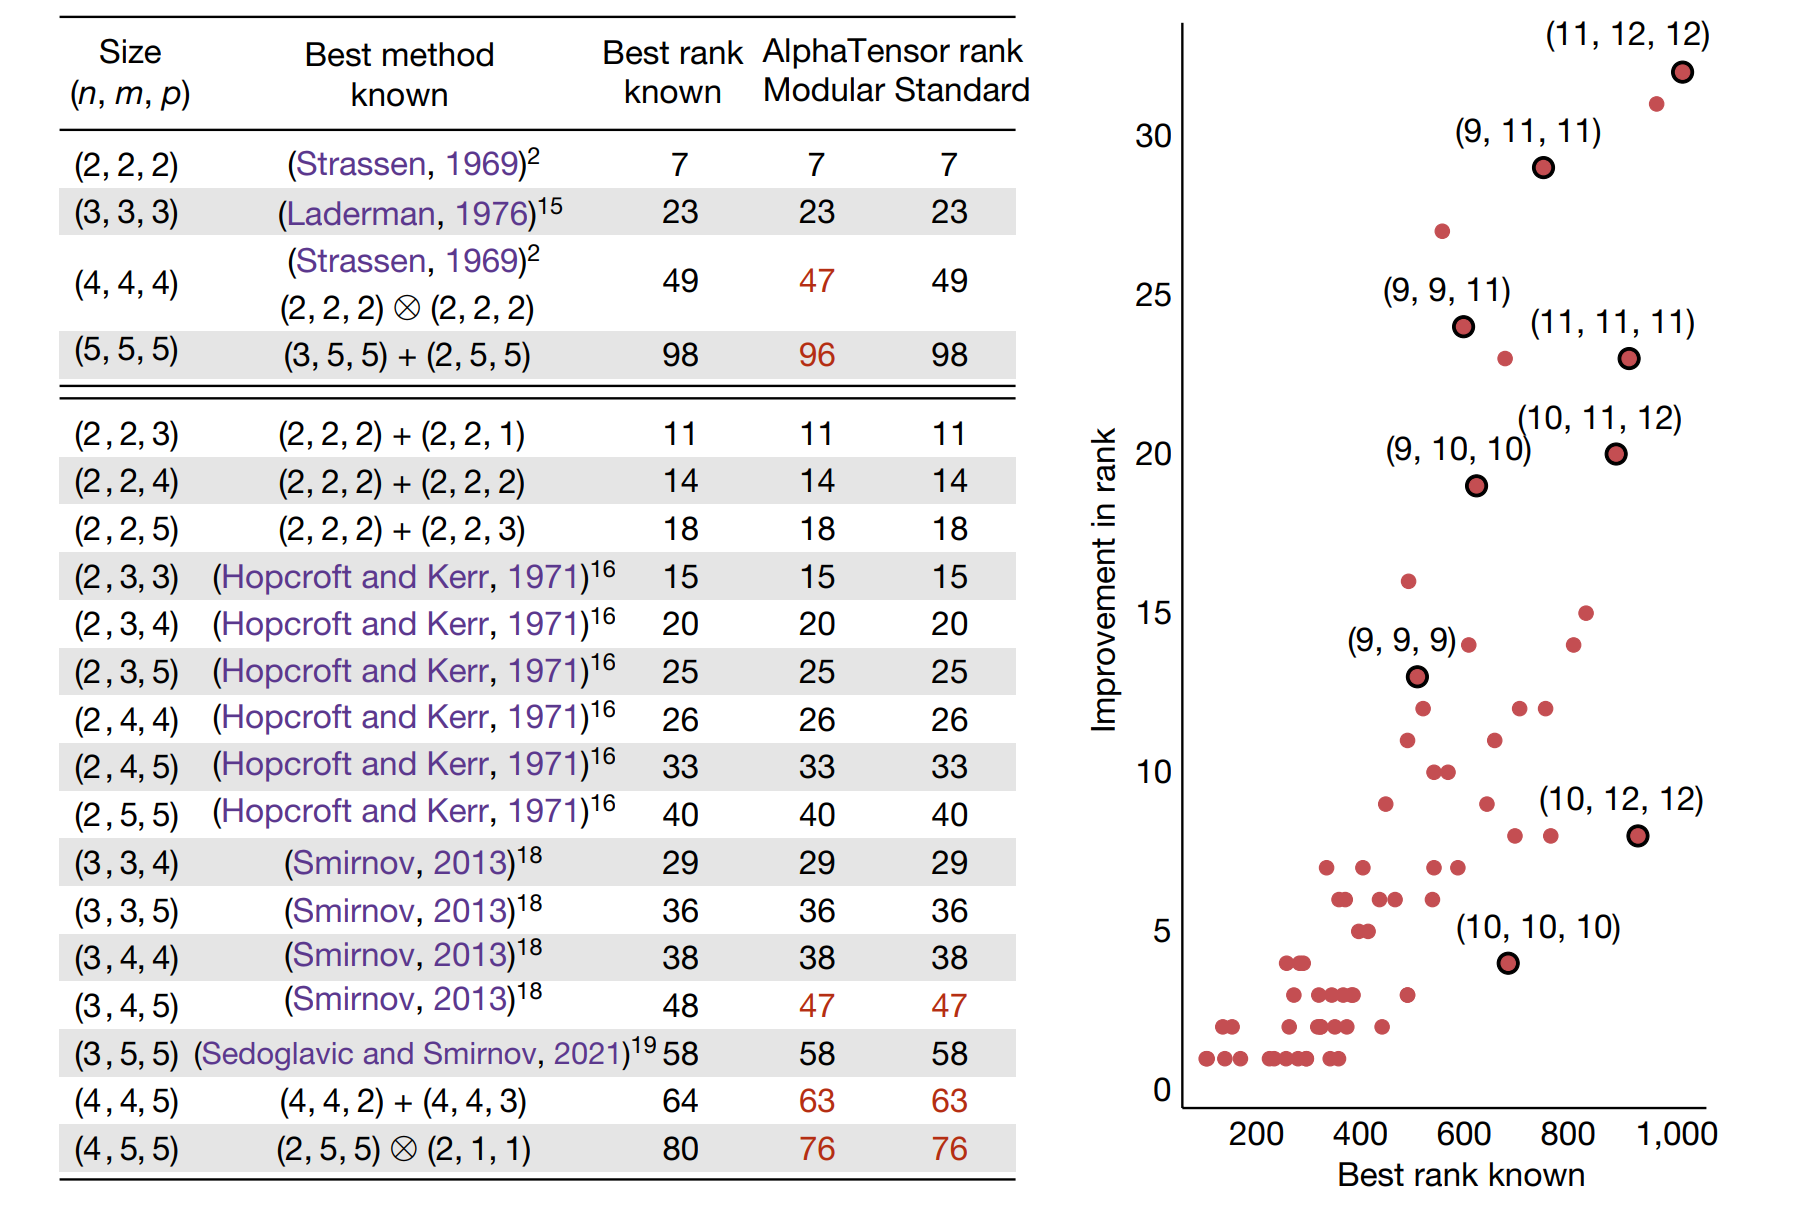 Size Best method Best rank AlphaTensor rank
(n, m, p) known known Modular Standard
(2, 2, 2) (Strassen, 1969)² 7 7 7
(3, 3, 3) (Laderman, 1976)¹⁵ 23 23 23
(4, 4, 4) (Strassen, 1969)² 49 47 49
(2, 2, 2) ⊗ (2, 2, 2)
(5, 5, 5) (3, 5, 5) + (2, 5, 5) 98 96 98
(2, 2, 3) (2, 2, 2) + (2, 2, 1) 11 11 11
(2, 2, 4) (2, 2, 2) + (2, 2, 2) 14 14 14
(2, 2, 5) (2, 2, 2) + (2, 2, 3) 18 18 18
(2, 3, 3) (Hopcroft and Kerr, 1971)¹⁶ 15 15 15
(2, 3, 4) (Hopcroft and Kerr, 1971)¹⁶ 20 20 20
(2, 3, 5) (Hopcroft and Kerr, 1971)¹⁶ 25 25 25
(2, 4, 4) (Hopcroft and Kerr, 1971)¹⁶ 26 26 26
(2, 4, 5) (Hopcroft and Kerr, 1971)¹⁶ 33 33 33
(2, 5, 5) (Hopcroft and Kerr, 1971)¹⁶ 40 40 40
(3, 3, 4) (Smirnov, 2013)¹⁸ 29 29 29
(3, 3, 5) (Smirnov, 2013)¹⁸ 36 36 36
(3, 4, 4) (Smirnov, 2013)¹⁸ 38 38 38
(3, 4, 5) (Smirnov, 2013)¹⁸ 48 47 47
(3, 5, 5) (Sedoglavic and Smirnov, 2021)¹⁹ 58 58 58
(4, 4, 5) (4, 4, 2) + (4, 4, 3) 64 63 63
(4, 5, 5) (2, 5, 5) ⊗ (2, 1, 1) 80 76 76
Improvement in rank
30
25
20
15
10
5
0
(11, 12, 12)
(9, 11, 11)
(9, 9, 11)
(11, 11, 11)
(10, 11, 12)
(9, 10, 10)
(9, 9, 9)
(10, 12, 12)
(10, 10, 10)
200 400 600 800 1,000
Best rank known